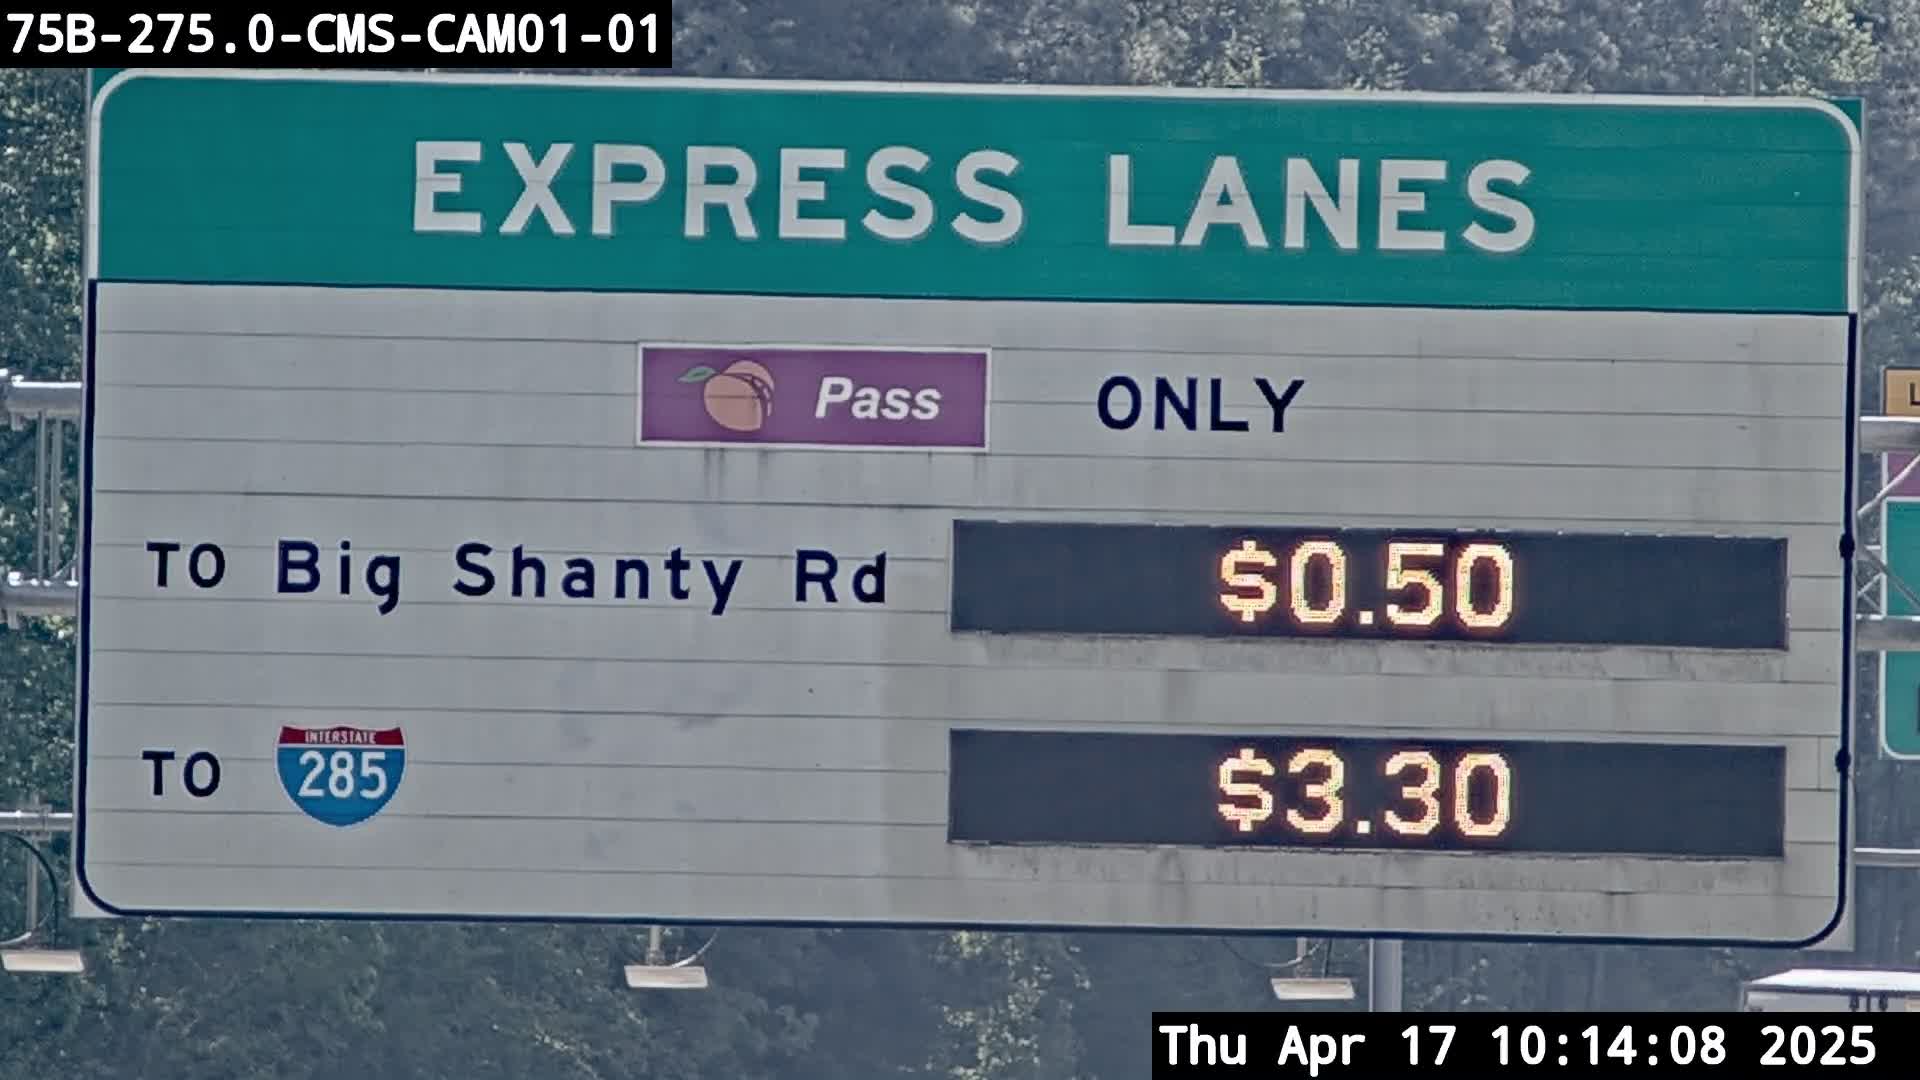 75B-275.0-CMS-CAM01-01
EXPRESS LANES
Pass ONLY
TO Big Shanty Rd $0.50
INTERSTATE
TO 285 $3.30
Thu Apr 17 10:14:08 2025